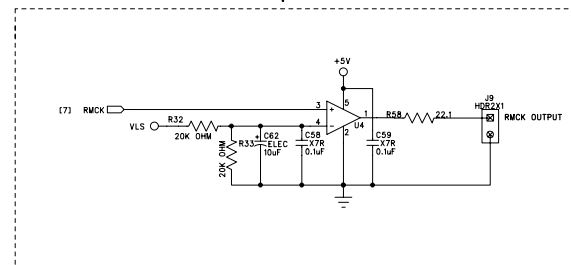 +5V
J9
HDR2X1
[7] RMCK
3
+
5
1
R58
22.1
RMCK OUTPUT
VLS
R32
20K OHM
4
-
U4
2
R33
20K OHM
+
C62
ELEC
10uF
C58
X7R
0.1uF
C59
X7R
0.1uF